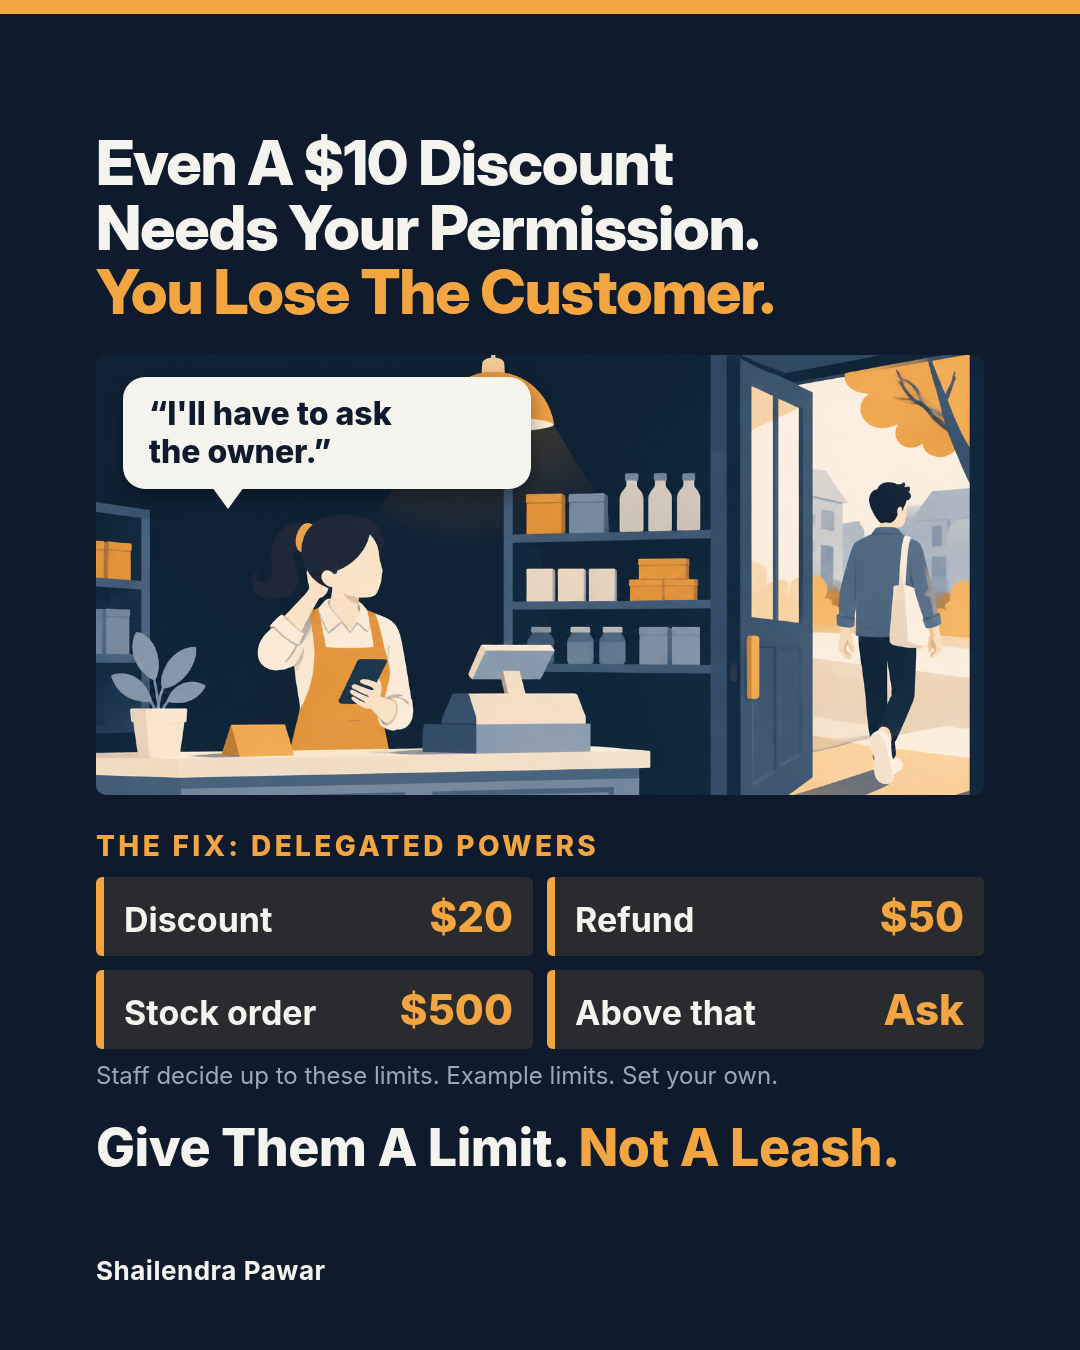 Even A $10 Discount
Needs Your Permission.
You Lose The Customer.
“I'll have to ask
the owner.”
THE FIX: DELEGATED POWERS
Discount $20
Refund $50
Stock order $500
Above that Ask
Staff decide up to these limits. Example limits. Set your own.
Give Them A Limit. Not A Leash.
Shailendra Pawar